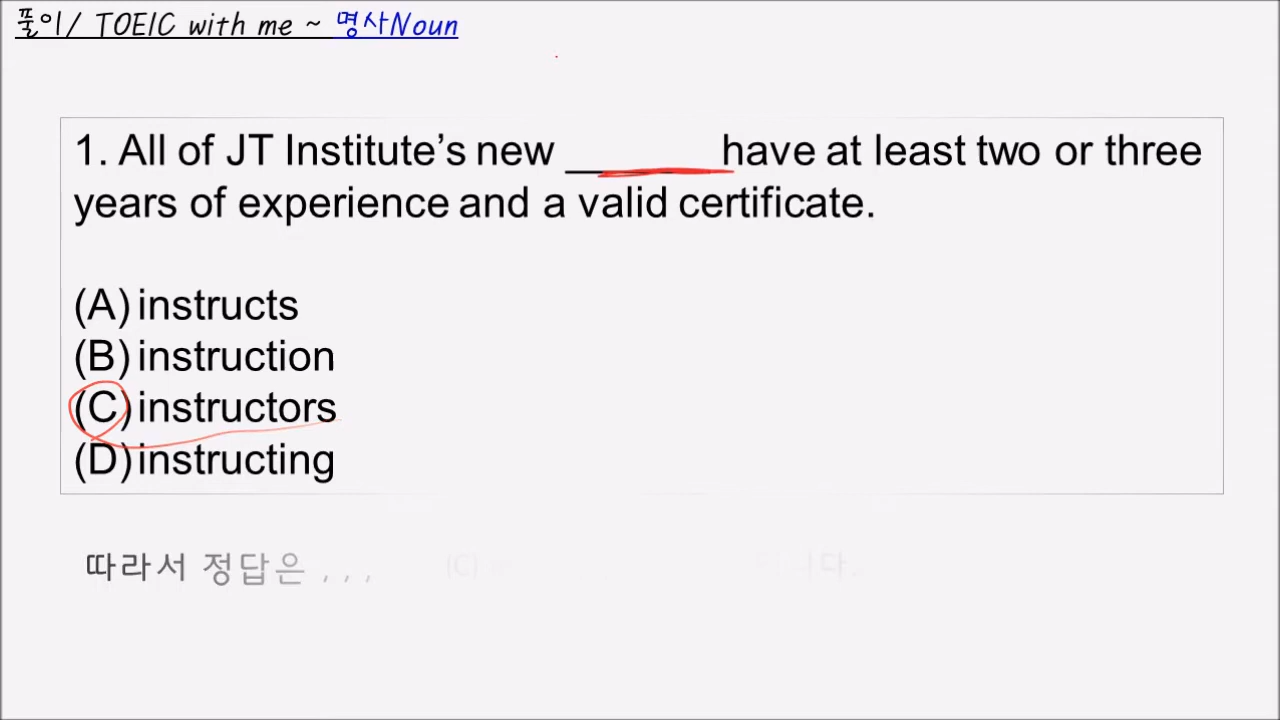 풀이/ TOEIC with me ~ 명사Noun
1. All of JT Institute's new ______ have at least two or three
years of experience and a valid certificate.
(A) instructs
(B) instruction
(C) instructors
(D) instructing
따라서 정답은 , , , (C)